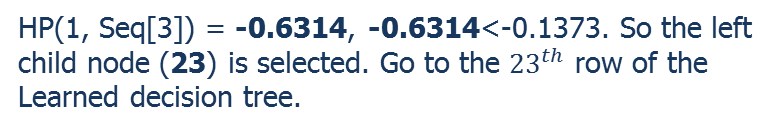 HP(1, Seq[3]) = -0.6314, -0.6314<-0.1373. So the left
child node (23) is selected. Go to the 23th row of the
Learned decision tree.